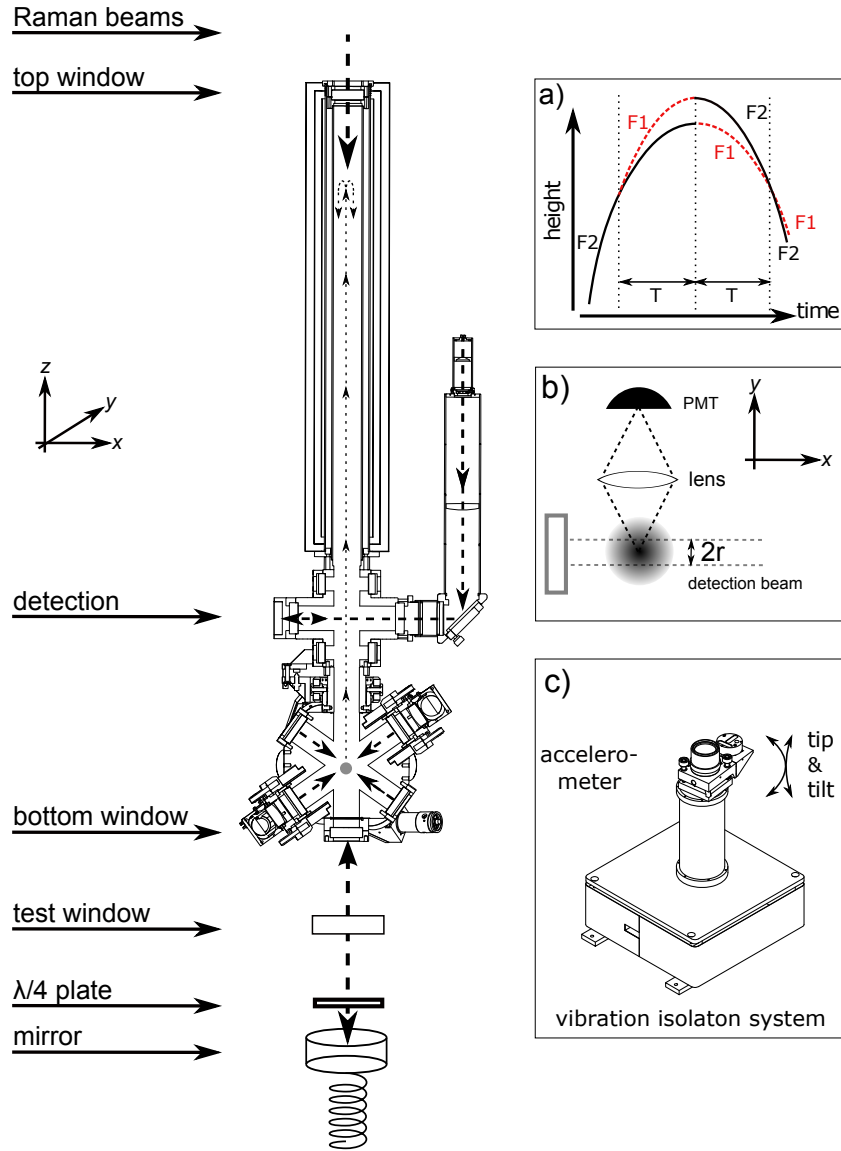 Raman beams
top window
z
y
x
detection
bottom window
test window
λ/4 plate
mirror
a)
F1
F2
F1
height
F2
F1
F2
T
T
time
b)
y
PMT
x
lens
2r
detection beam
c)
accelero-
meter
tip
&
tilt
vibration isolaton system